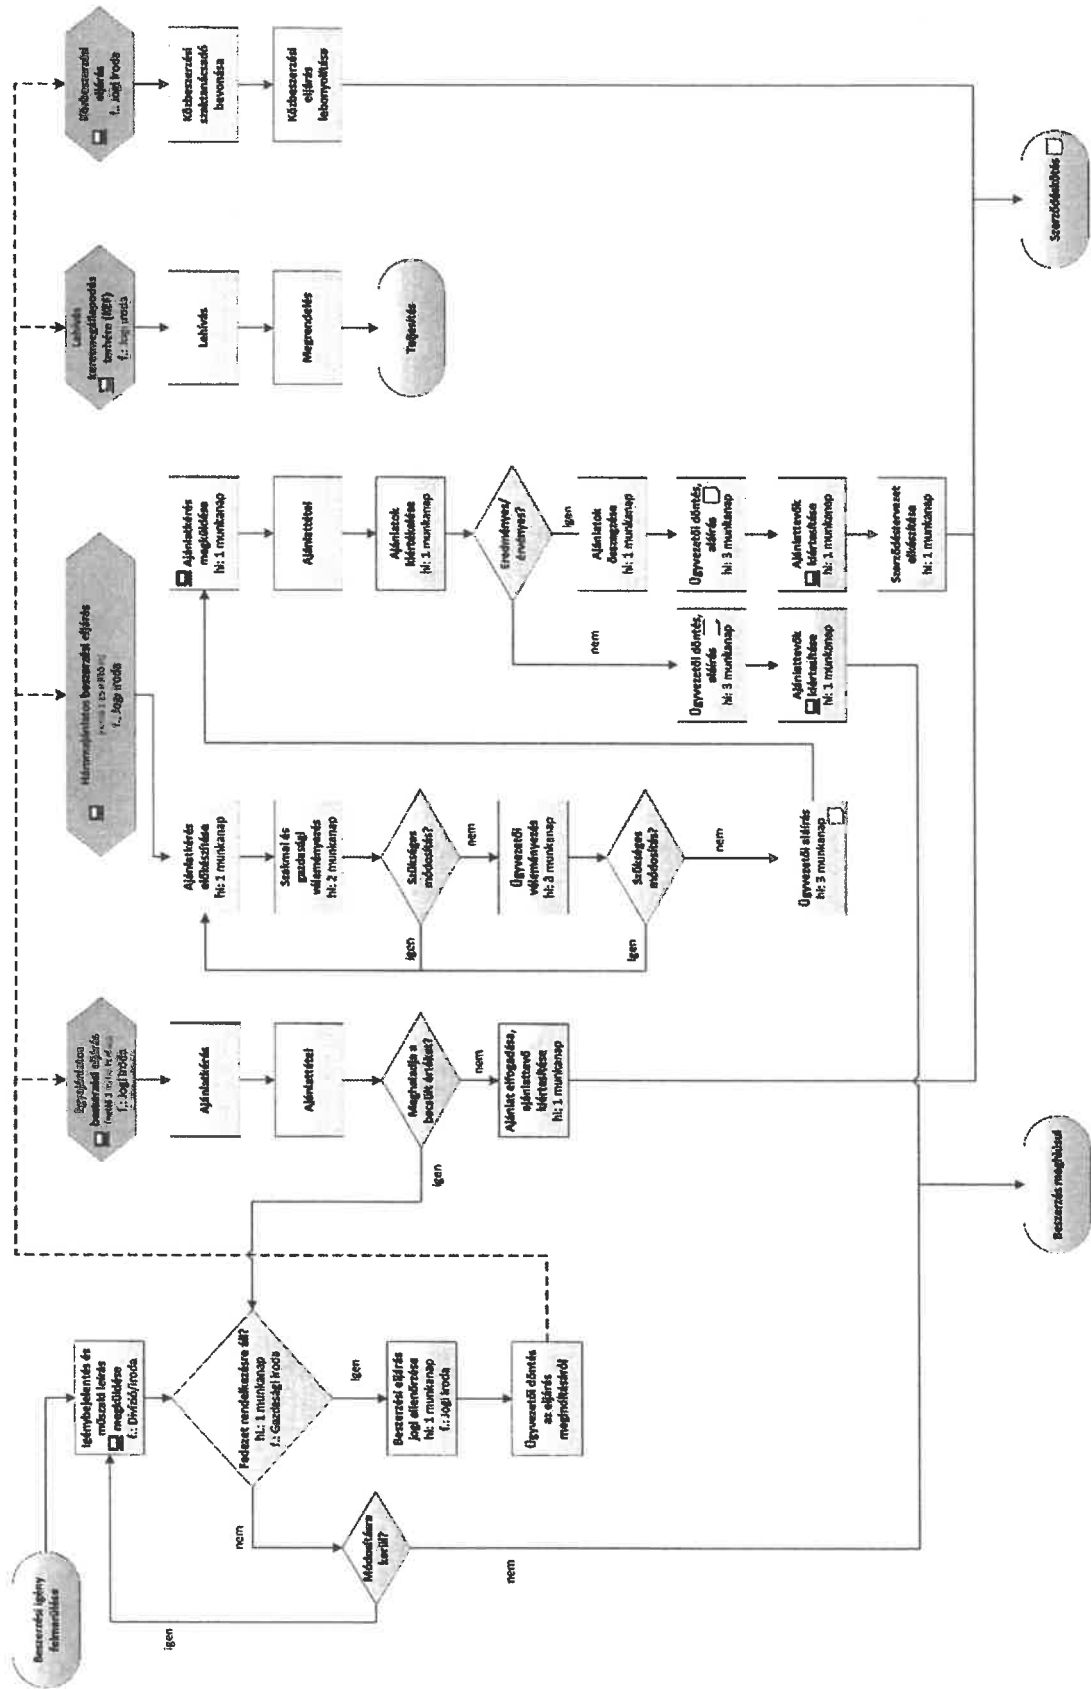 Beszerzési igény
felmerülése
Igénybejelentés és
műszaki leírás
megküldése
f.: Divízió/Iroda
Fedezet rendelkezésre áll?
hi.: 1 munkanap
f.: Gazdasági Iroda
igen
nem
Módosításra
kerül?
igen
nem
Beszerzési eljárás
jogi ellenőrzése
hi: 1 munkanap
f.: Jogi Iroda
Ügyvezetői döntés
az eljárás
megindításáról
Egyajánlatos
beszerzési eljárás
f.: Jogi Iroda
Ajánlatkérés
Ajánlattétel
Meghaladja a
becsült értéket?
igen
nem
Ajánlat elfogadása,
ajánlattevő
kiértesítése
hi: 1 munkanap
Beszerzés meghiúsul
Háromajánlatos beszerzési eljárás
f.: Jogi Iroda
Ajánlatkérés
előkészítése
hi: 1 munkanap
Szakmai és
gazdasági
véleményezés
hi: 2 munkanap
Szükséges
módosítás?
igen
nem
Ügyvezetői
véleményezés
hi: 3 munkanap
Szükséges
módosítás?
igen
nem
Ügyvezetői aláírás
hi: 3 munkanap
Ajánlatkérés
megküldése
hi: 1 munkanap
Ajánlattétel
Ajánlatok
kiértékelése
hi: 1 munkanap
Eredményes/
érvényes?
igen
nem
Ajánlatok
összegzése
hi: 1 munkanap
Ügyvezetői döntés,
aláírás
hi: 3 munkanap
Ajánlattevők
kiértesítése
hi: 1 munkanap
Szerződéstervezet
elkészítése
hi: 1 munkanap
Ügyvezetői döntés,
aláírás
hi: 3 munkanap
Ajánlattevők
kiértesítése
hi: 1 munkanap
Lehívás
keretmegállapodás
terhére (KEF)
f.: Jogi Iroda
Lehívás
Megrendelés
Teljesítés
Közbeszerzési
eljárás
f.: Jogi Iroda
Közbeszerzési
szaktanácsadó
bevonása
Közbeszerzési
eljárás
lebonyolítása
Szerződéskötés